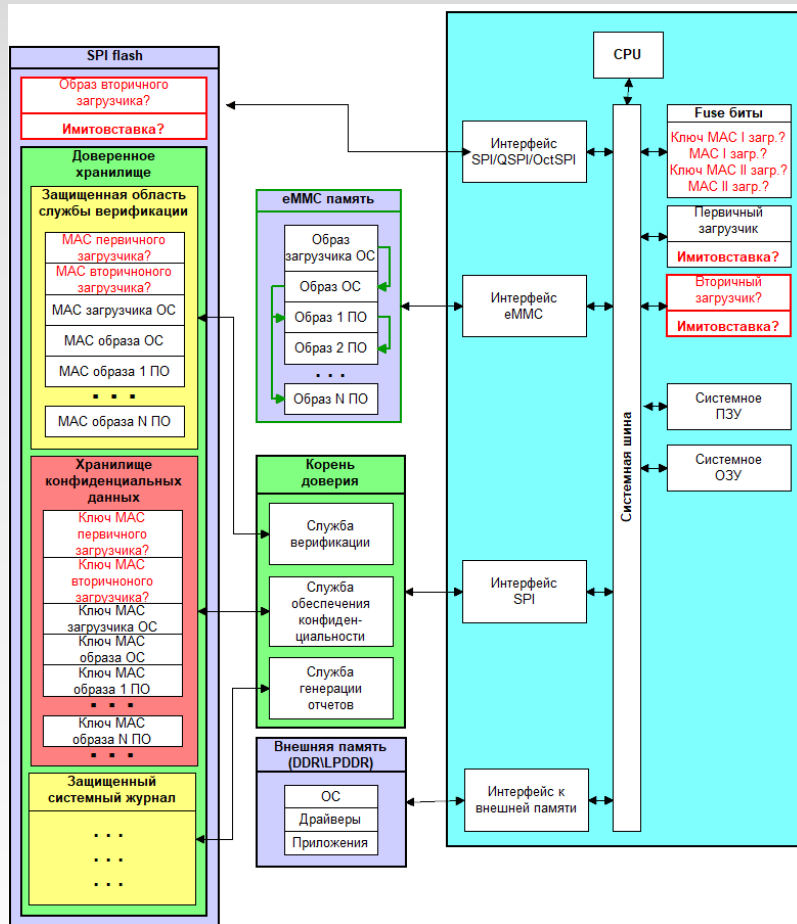 SPI flash
Образ вторичного
загрузчика?
Имитовставка?
Доверенное
хранилище
Защищенная область
службы верификации
МАС первичного
загрузчика?
МАС вторичноного
загрузчика?
МАС загрузчика ОС
МАС образа ОС
МАС образа 1 ПО
. . .
МАС образа N ПО
Хранилище
конфиденциальных
данных
Ключ МАС
первичного
загрузчика?
Ключ МАС
вторичноного
загрузчика?
Ключ МАС
загрузчика ОС
Ключ МАС
образа ОС
Ключ МАС
образа 1 ПО
. . .
Ключ МАС
образа N ПО
. . .
Защищенный
системный журнал
. . .
. . .
. . .
eMMC память
Образ
загрузчика ОС
Образ ОС
Образ 1 ПО
Образ 2 ПО
. . .
Образ N ПО
Корень
доверия
Служба
верификации
Служба
обеспечения
конфиден-
циальности
Служба
генерации
отчетов
Внешняя память
(DDR\LPDDR)
ОС
Драйверы
Приложения
CPU
Интерфейс
SPI/QSPI/OctSPI
Интерфейс
eMMC
Интерфейс
SPI
Интерфейс к
внешней памяти
Системная шина
Fuse биты
Ключ МАС I загр.?
МАС I загр.?
Ключ МАС II загр.?
МАС II загр.?
Первичный
загрузчик
Имитовставка?
Вторичный
загрузчик?
Имитовставка?
Системное
ПЗУ
Системное
ОЗУ